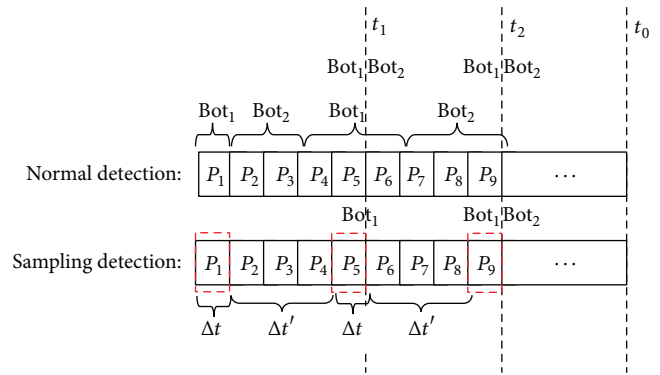 t₁ t₂ t₀
Bot₁ Bot₂ Bot₁ Bot₂
Bot₁ Bot₂ Bot₁ Bot₂
Normal detection: P₁ P₂ P₃ P₄ P₅ P₆ P₇ P₈ P₉ ···
Bot₁ Bot₁ Bot₂
Sampling detection: P₁ P₂ P₃ P₄ P₅ P₆ P₇ P₈ P₉ ···
Δt Δt′ Δt Δt′